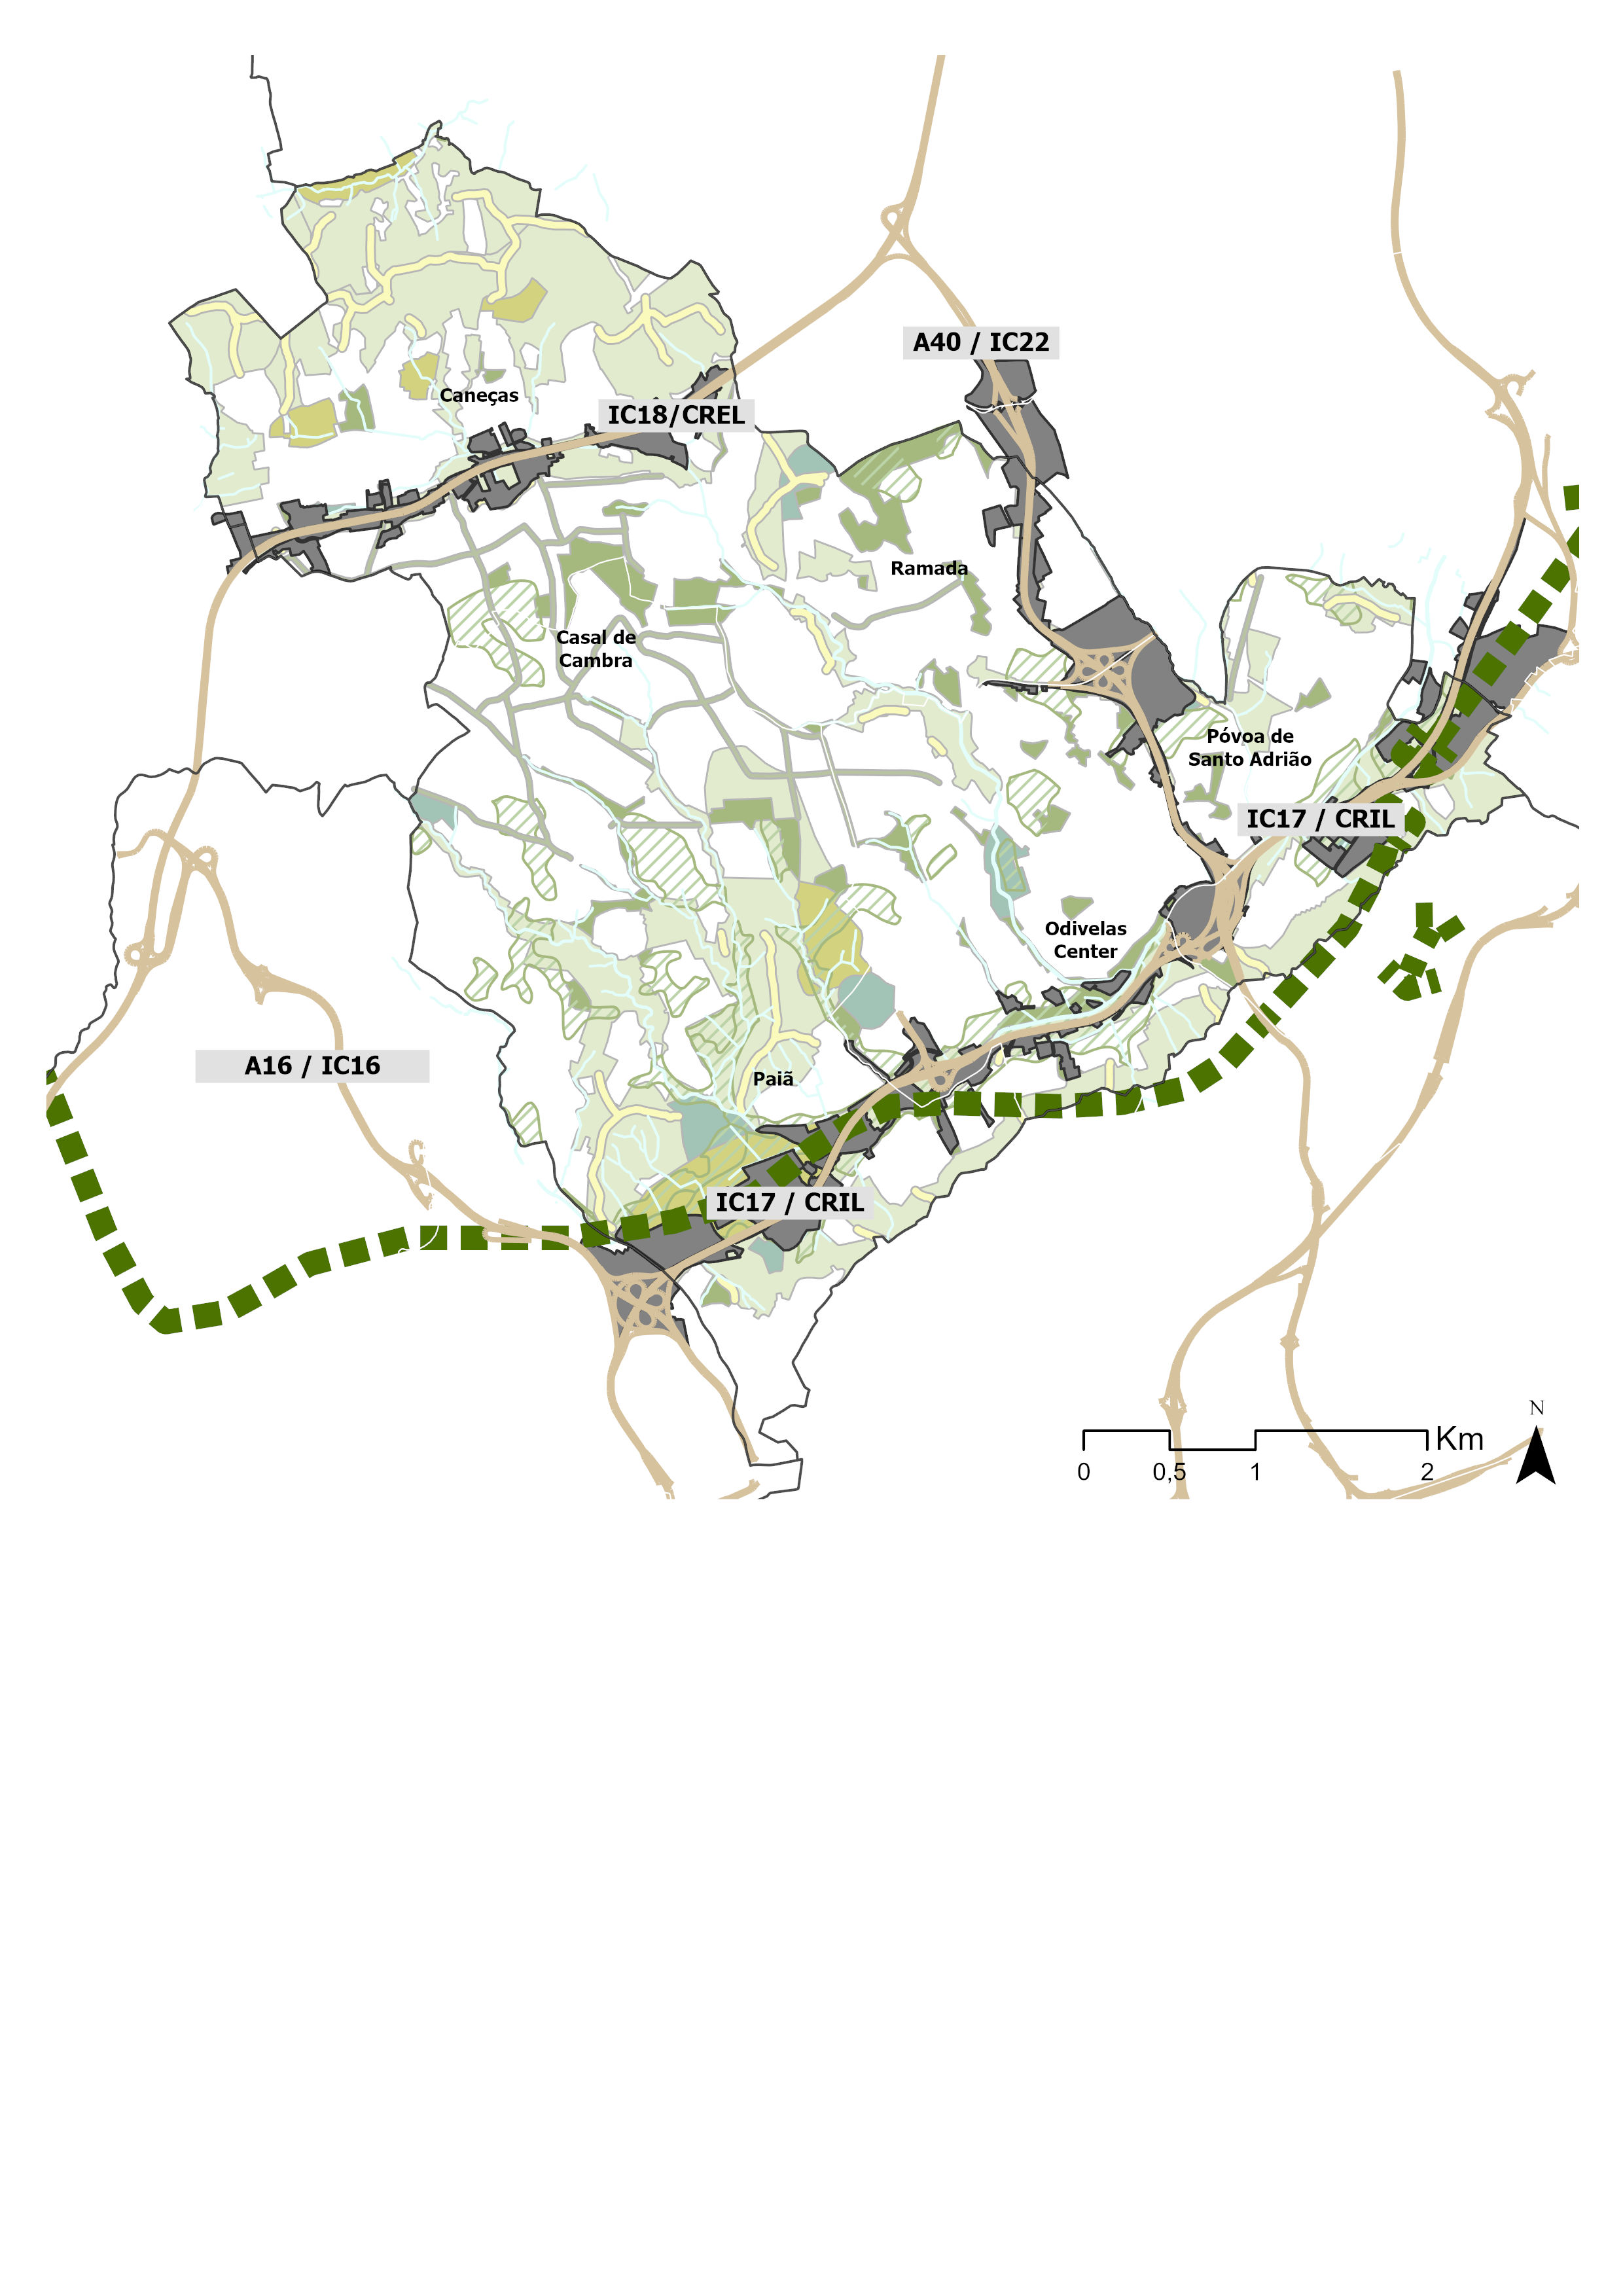 A40 / IC22
Caneças
IC18/CREL
Ramada
Casal de
Cambra
Póvoa de
Santo Adrião
IC17 / CRIL
Odivelas
Center
A16 / IC16
Paiã
IC17 / CRIL
N
Km
0 0,5 1 2